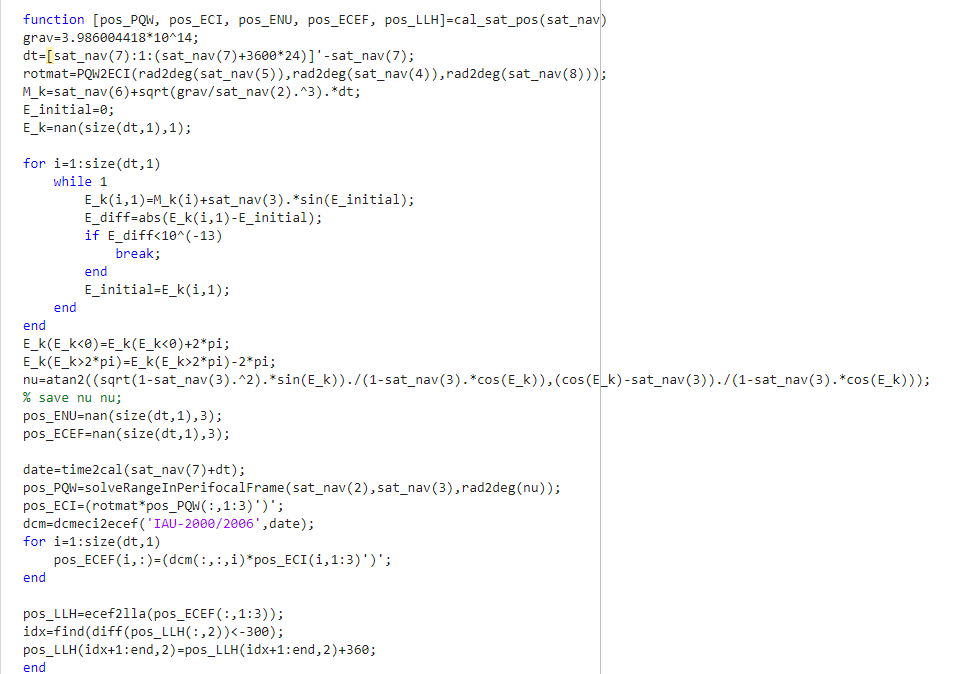 function [pos_PQW, pos_ECI, pos_ENU, pos_ECEF, pos_LLH]=cal_sat_pos(sat_nav)
grav=3.986004418*10^14;
dt=[sat_nav(7):1:(sat_nav(7)+3600*24)]'-sat_nav(7);
rotmat=PQW2ECI(rad2deg(sat_nav(5)),rad2deg(sat_nav(4)),rad2deg(sat_nav(8)));
M_k=sat_nav(6)+sqrt(grav/sat_nav(2).^3).*dt;
E_initial=0;
E_k=nan(size(dt,1),1);

for i=1:size(dt,1)
    while 1
        E_k(i,1)=M_k(i)+sat_nav(3).*sin(E_initial);
        E_diff=abs(E_k(i,1)-E_initial);
        if E_diff<10^(-13)
            break;
        end
        E_initial=E_k(i,1);
    end
end
E_k(E_k<0)=E_k(E_k<0)+2*pi;
E_k(E_k>2*pi)=E_k(E_k>2*pi)-2*pi;
nu=atan2((sqrt(1-sat_nav(3).^2).*sin(E_k))./(1-sat_nav(3).*cos(E_k)),(cos(E_k)-sat_nav(3))./(1-sat_nav(3).*cos(E_k)));
% save nu nu;
pos_ENU=nan(size(dt,1),3);
pos_ECEF=nan(size(dt,1),3);

date=time2cal(sat_nav(7)+dt);
pos_PQW=solveRangeInPerifocalFrame(sat_nav(2),sat_nav(3),rad2deg(nu));
pos_ECI=(rotmat*pos_PQW(:,1:3)')';
dcm=dcmeci2ecef('IAU-2000/2006',date);
for i=1:size(dt,1)
    pos_ECEF(i,:)=(dcm(:,:,i)*pos_ECI(i,1:3)')';
end

pos_LLH=ecef2lla(pos_ECEF(:,1:3));
idx=find(diff(pos_LLH(:,2))<-300);
pos_LLH(idx+1:end,2)=pos_LLH(idx+1:end,2)+360;
end